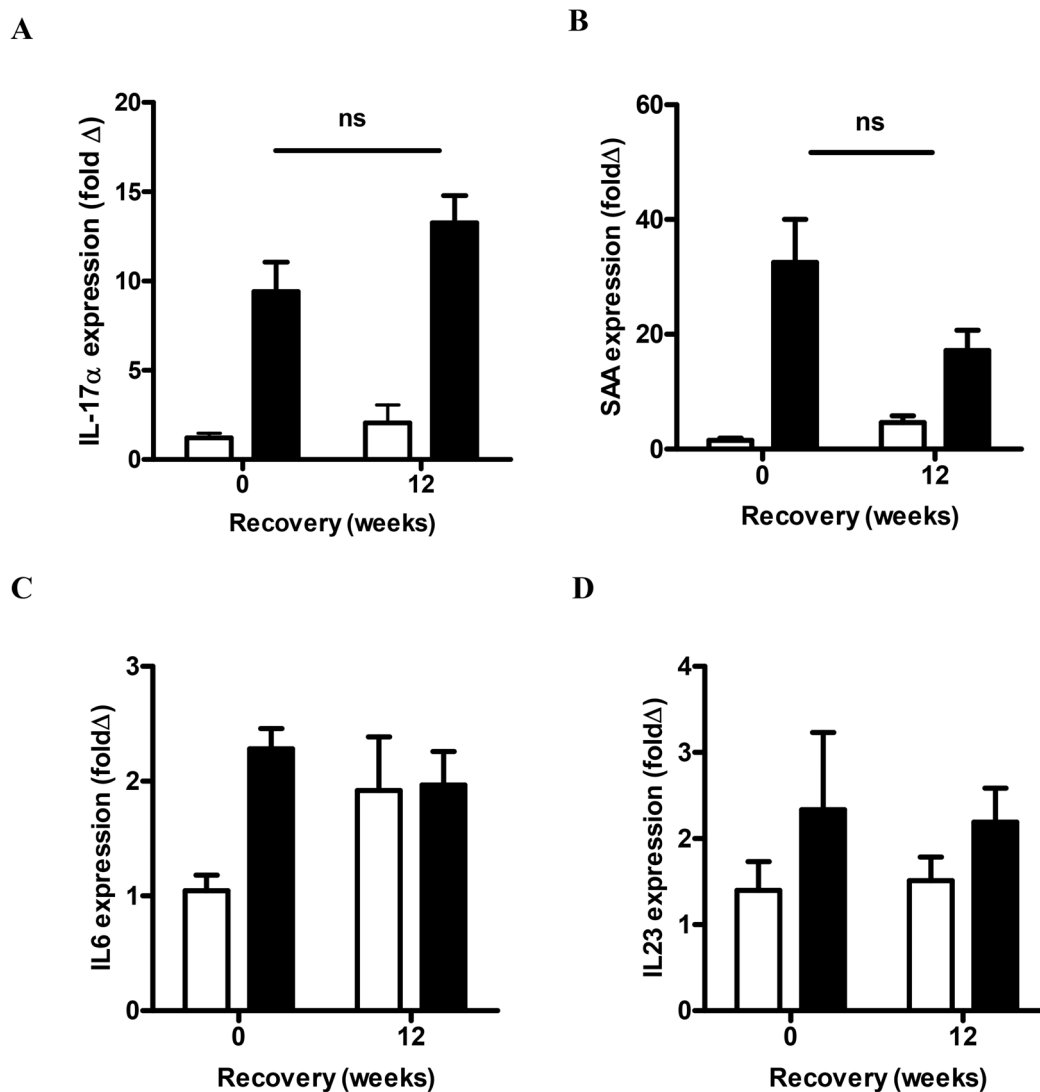 A
IL-17α expression (fold Δ)
20
15
10
5
0
ns
0
12
Recovery (weeks)
B
SAA expression (foldΔ)
60
40
20
0
ns
0
12
Recovery (weeks)
C
IL6 expression (foldΔ)
3
2
1
0
0
12
Recovery (weeks)
D
IL23 expression (foldΔ)
4
3
2
1
0
0
12
Recovery (weeks)